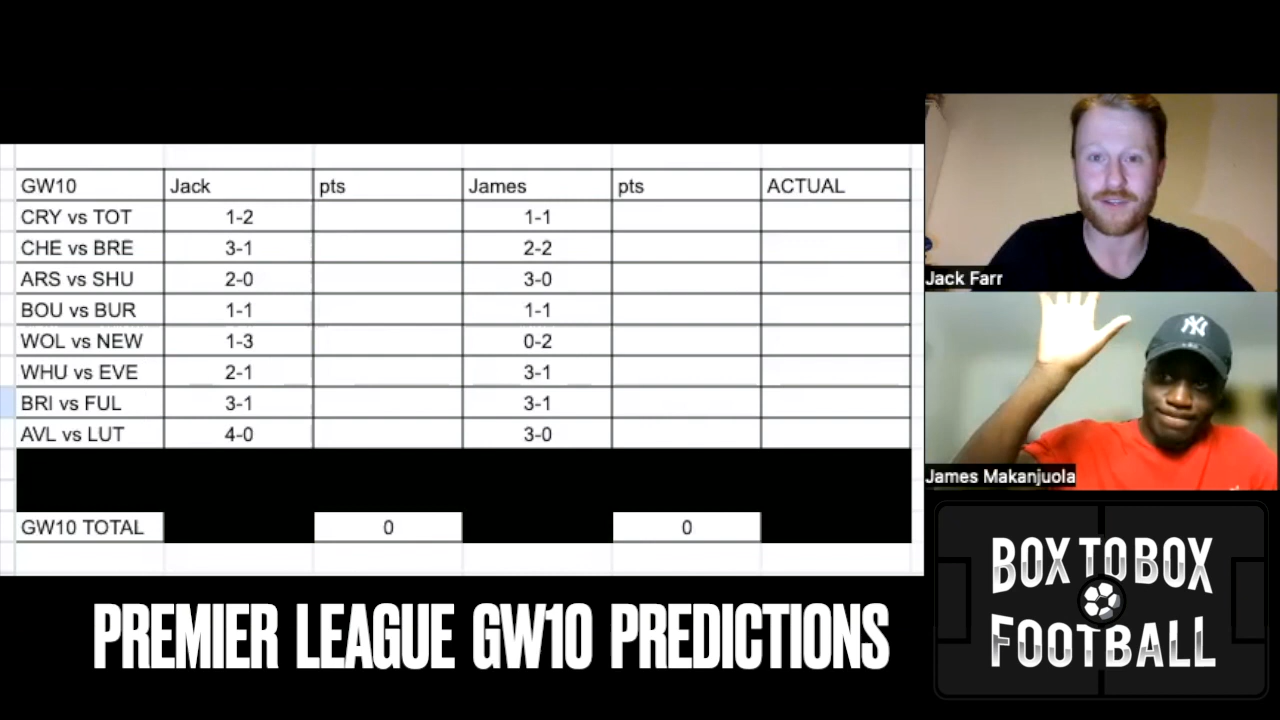 GW10 Jack pts James pts ACTUAL
CRY vs TOT 1-2 1-1
CHE vs BRE 3-1 2-2
ARS vs SHU 2-0 3-0
BOU vs BUR 1-1 1-1
WOL vs NEW 1-3 0-2
WHU vs EVE 2-1 3-1
BRI vs FUL 3-1 3-1
AVL vs LUT 4-0 3-0
GW10 TOTAL 0 0
PREMIER LEAGUE GW10 PREDICTIONS
Jack Farr
NY
James Makanjuola
BOX TO BOX
FOOTBALL